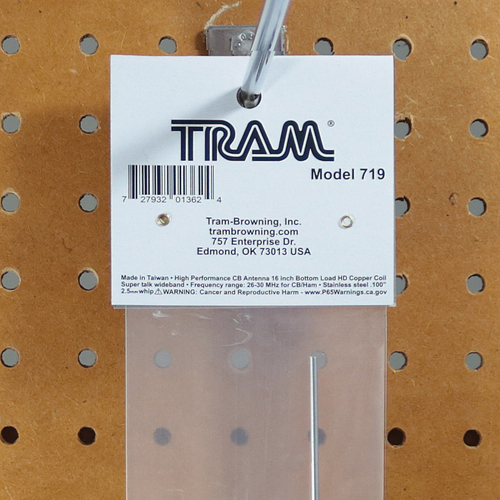 TRAM®
Model 719
7 27932 01362 4
Tram-Browning, Inc.
trambrowning.com
757 Enterprise Dr.
Edmond, OK 73013 USA
Made in Taiwan • High Performance CB Antenna 16 inch Bottom Load HD Copper Coil
Super talk wideband • Frequency range: 26-30 MHz for CB/Ham • Stainless steel .100"
2.5mm whip ⚠WARNING: Cancer and Reproductive Harm - www.P65Warnings.ca.gov